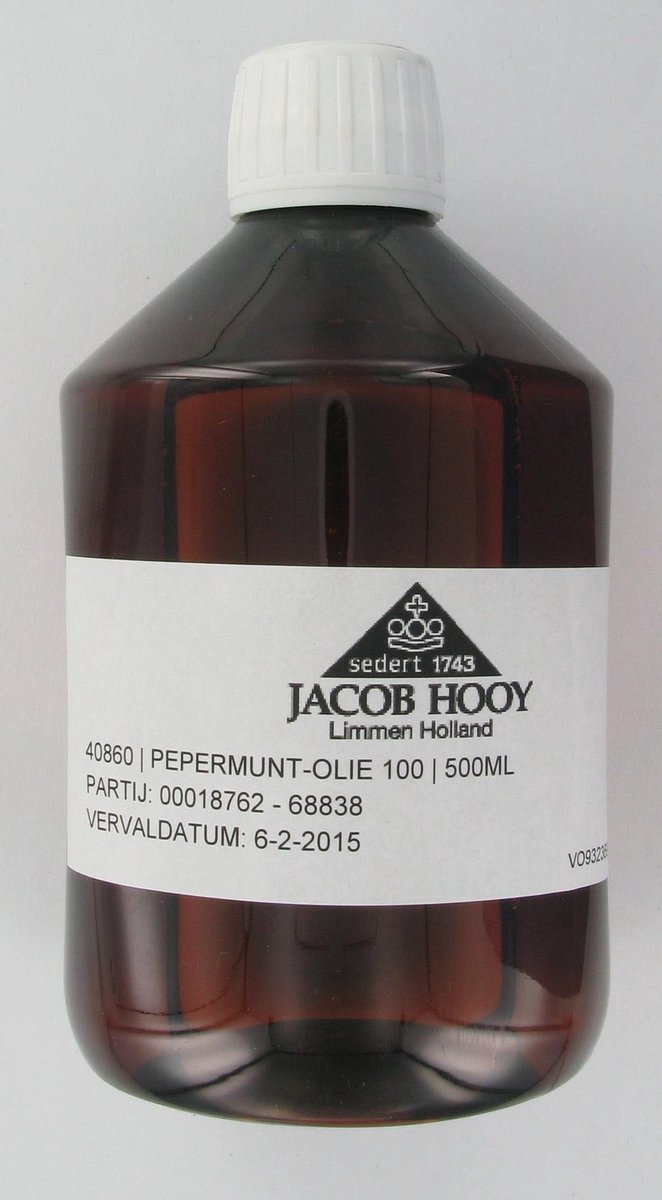 sedert 1743
JACOB HOOY
Limmen Holland
40860 | PEPERMUNT-OLIE 100 | 500ML
PARTIJ: 00018762 - 68838
VERVALDATUM: 6-2-2015